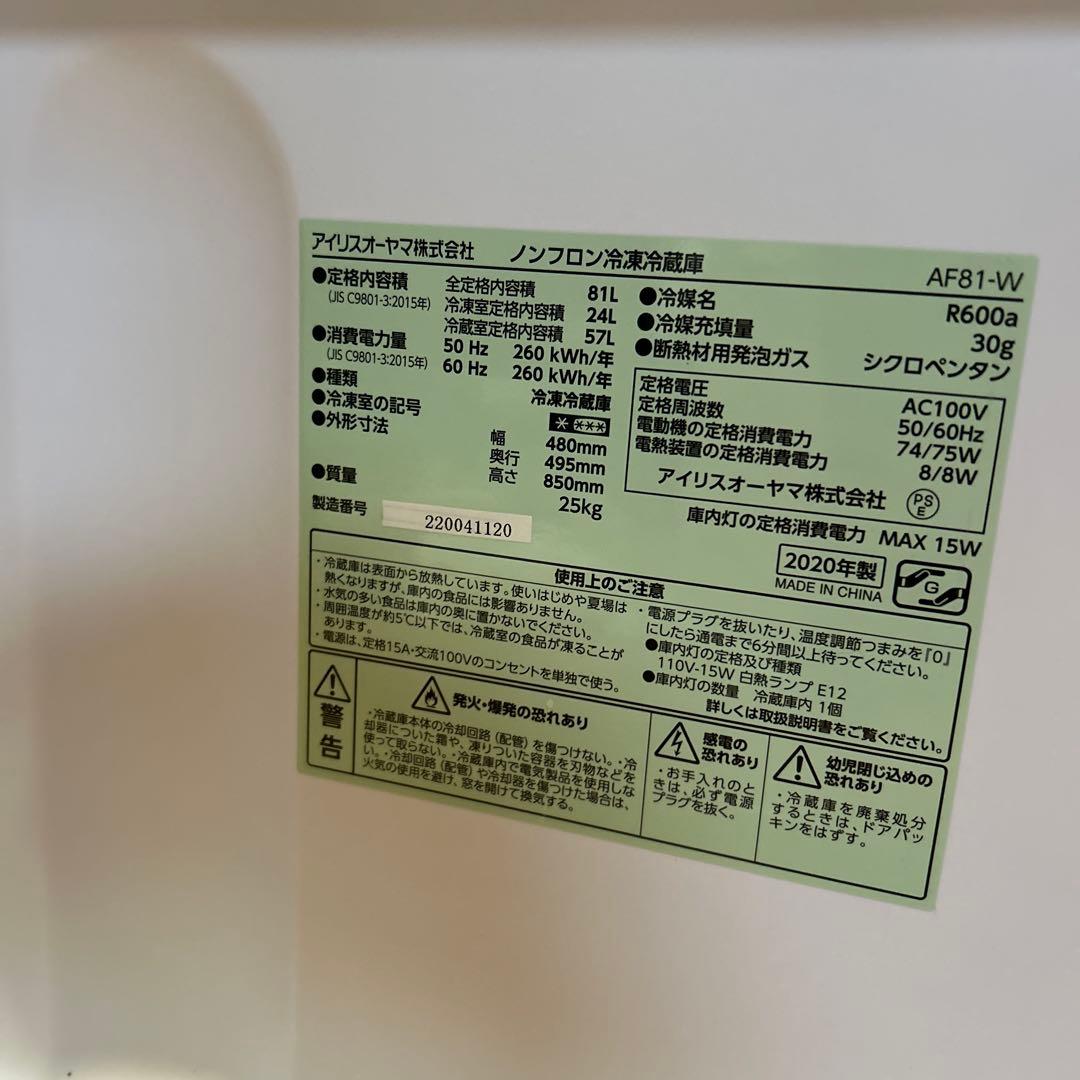 アイリスオーヤマ株式会社 ノンフロン冷凍冷蔵庫 AF81-W
●定格内容積
(JIS C9801-3:2015年)
全定格内容積 81L
冷凍室定格内容積 24L
冷蔵室定格内容積 57L
●消費電力量
(JIS C9801-3:2015年)
50 Hz 260 kWh/年
60 Hz 260 kWh/年
●種類 冷凍冷蔵庫
●冷凍室の記号
●外形寸法
幅 480mm
奥行 495mm
高さ 850mm
●質量 25kg
製造番号 220041120
●冷媒名 R600a
●冷媒充填量 30g
●断熱材用発泡ガス シクロペンタン
定格電圧 AC100V
定格周波数 50/60Hz
電動機の定格消費電力 74/75W
電熱装置の定格消費電力 8/8W
アイリスオーヤマ株式会社 PS E
庫内灯の定格消費電力 MAX 15W
2020年製
MADE IN CHINA
G
使用上のご注意
・冷蔵庫は表面から放熱しています。使いはじめや夏場は
熱くなりますが、庫内の食品には影響ありません。
・水気の多い食品は庫内の奥に置かないでください。
・周囲温度が約5℃以下では、冷蔵室の食品が凍ることが
あります。
・電源は、定格15A・交流100Vのコンセントを単独で使う。
・電源プラグを抜いたり、温度調節つまみを『0』
にしたら通電まで6分間以上待ってください。
●庫内灯の定格及び種類
110V-15W 白熱ランプ E12
●庫内灯の数量 冷蔵庫内 1個
詳しくは取扱説明書をご覧ください。
警告
発火・爆発の恐れあり
・冷蔵庫本体の冷却回路(配管)を傷つけない。・冷
却器についた霜や、凍りついた容器を刃物などを
使って取らない。・冷蔵庫内で電気製品を使用しな
い。・冷却回路(配管)や冷却器を傷つけた場合は、
火気の使用を避け、窓を開けて換気する。
感電の
恐れあり
・お手入れのと
きは、必ず電源
プラグを抜く。
幼児閉じ込めの
恐れあり
・冷蔵庫を廃棄処分
するときは、ドアパッ
キンをはずす。